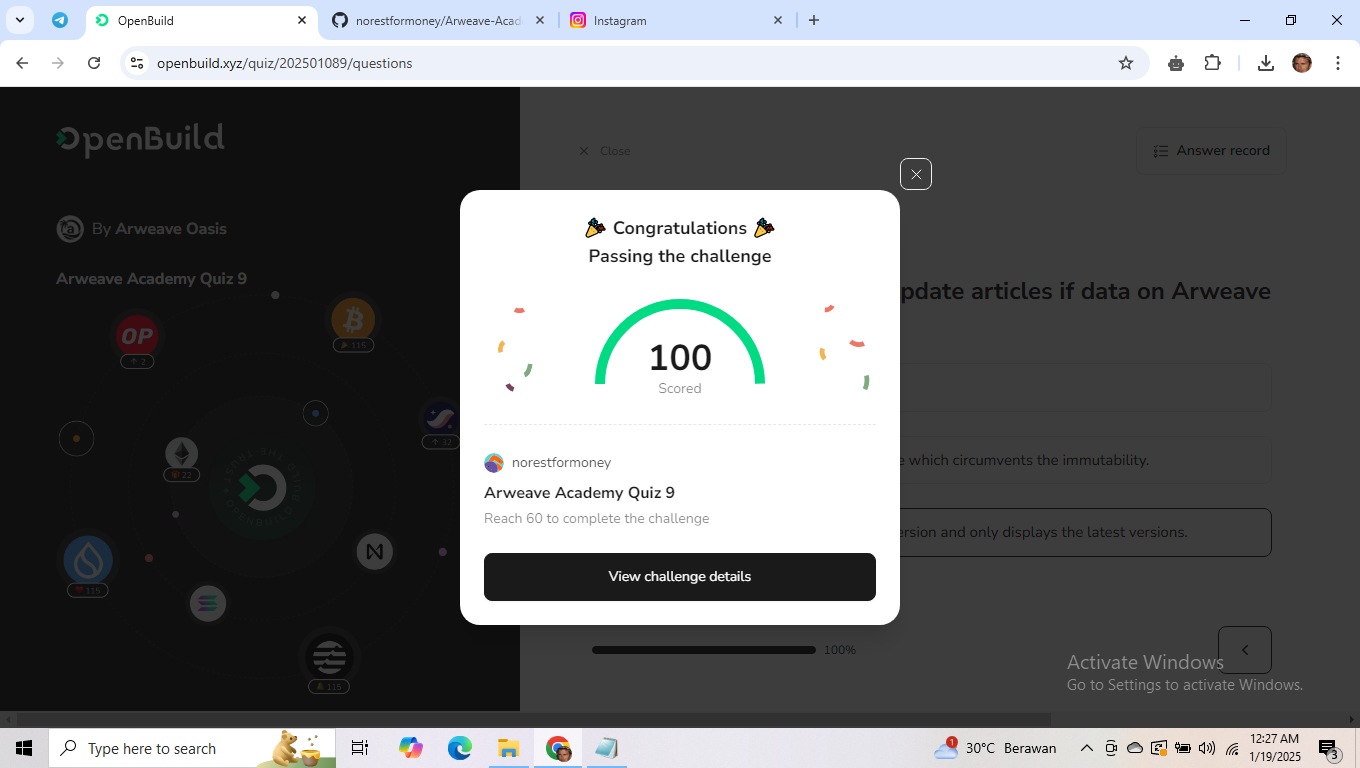 OpenBuild
norestformoney/Arweave-Acad
Instagram
openbuild.xyz/quiz/202501089/questions
OpenBuild
Close
Answer record
By Arweave Oasis
Arweave Academy Quiz 9
🎉 Congratulations 🎉
Passing the challenge
pdate articles if data on Arweave
OP
2
115
100
Scored
32
22
e which circumvents the immutability.
norestformoney
Arweave Academy Quiz 9
Reach 60 to complete the challenge
ersion and only displays the latest versions.
View challenge details
115
115
100%
Activate Windows
Go to Settings to activate Windows.
Type here to search
1
30°C Berawan
12:27 AM
1/19/2025
3